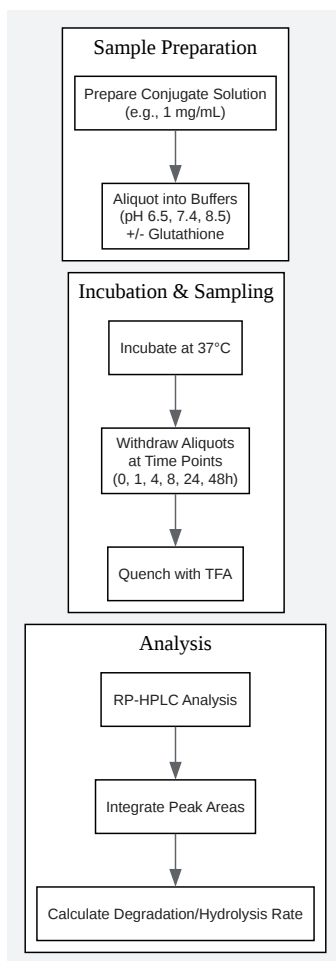 Sample Preparation
Prepare Conjugate Solution
(e.g., 1 mg/mL)
Aliquot into Buffers
(pH 6.5, 7.4, 8.5)
+/- Glutathione
Incubation & Sampling
Incubate at 37°C
Withdraw Aliquots
at Time Points
(0, 1, 4, 8, 24, 48h)
Quench with TFA
Analysis
RP-HPLC Analysis
Integrate Peak Areas
Calculate Degradation/Hydrolysis Rate